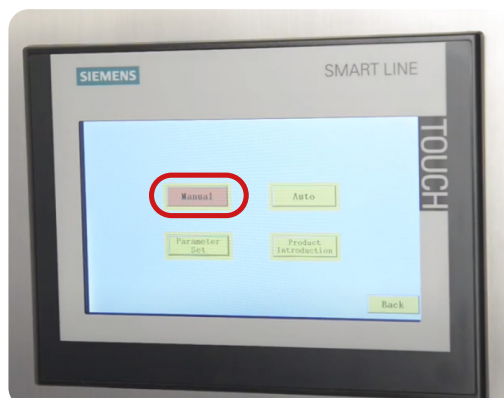 SIEMENS
SMART LINE
TOUCH
Manual
Auto
Parameter
Set
Product
Introduction
Back